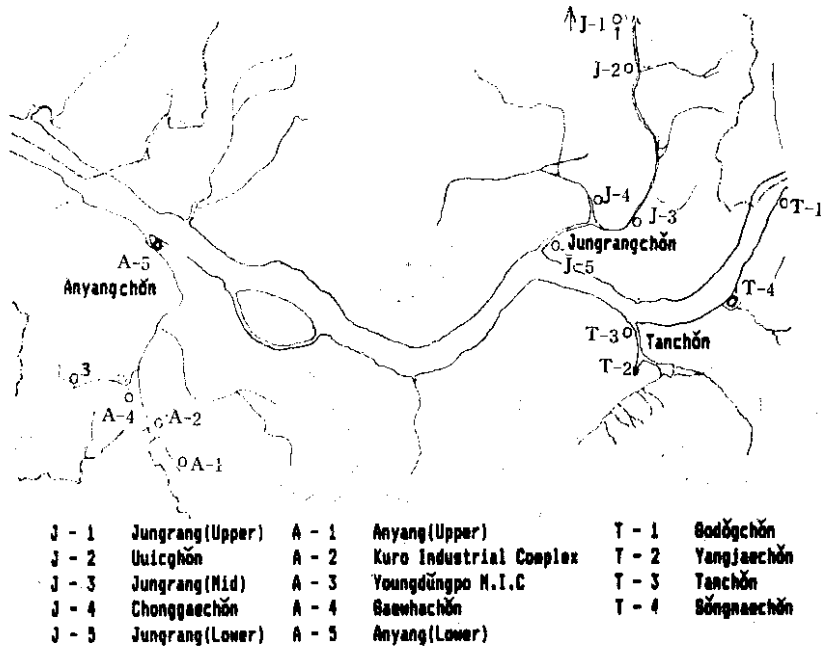 J-1
J-2
J-4
J-3
T-1
Jungrangchŏn
J-5
A-5
Anyangchŏn
T-4
T-3
Tanchŏn
T-2
3
A-4
A-2
A-1
J - 1 Jungrang(Upper) A - 1 Anyang(Upper) T - 1 Godŏgchŏn
J - 2 Uuicghŏn A - 2 Kuro Industrial Complex T - 2 Yangjaechŏn
J - 3 Jungrang(Mid) A - 3 Youngdŭngpo M.I.C T - 3 Tanchŏn
J - 4 Chonggaechŏn A - 4 Gaewhachŏn T - 4 Sŏngnaechŏn
J - 5 Jungrang(Lower) A - 5 Anyang(Lower)